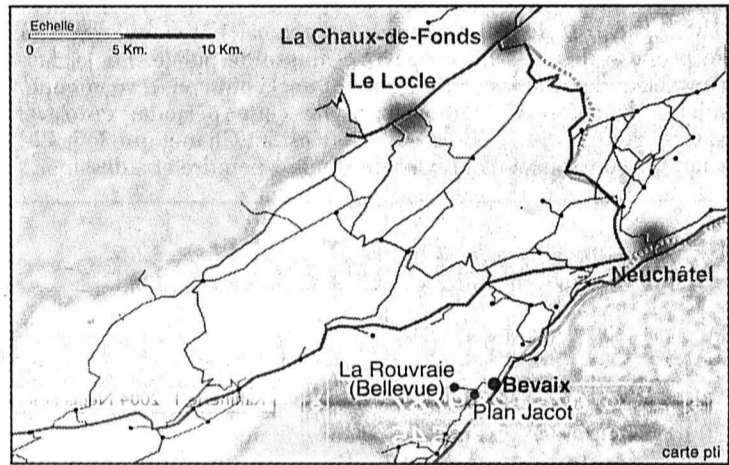 Echelle
0 5 Km. 10 Km.
La Chaux-de-Fonds
Le Locle
Neuchâtel
La Rouvraie
(Bellevue)
Bevaix
Plan Jacot
carte pti